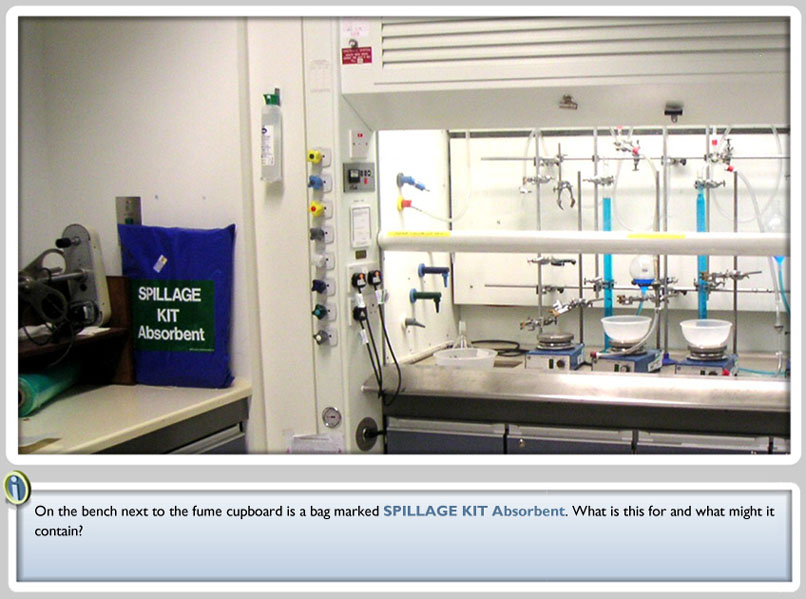 SPILLAGE
KIT
Absorbent
On the bench next to the fume cupboard is a bag marked SPILLAGE KIT Absorbent. What is this for and what might it
contain?